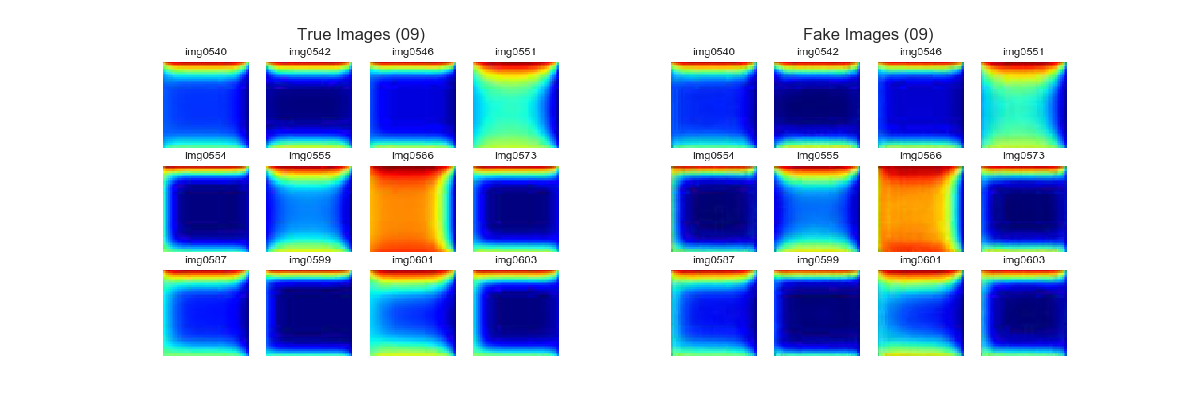 True Images (09) Fake Images (09)
img0540 img0542 img0546 img0551 img0540 img0542 img0546 img0551
img0554 img0555 img0566 img0573 img0554 img0555 img0566 img0573
img0587 img0599 img0601 img0603 img0587 img0599 img0601 img0603